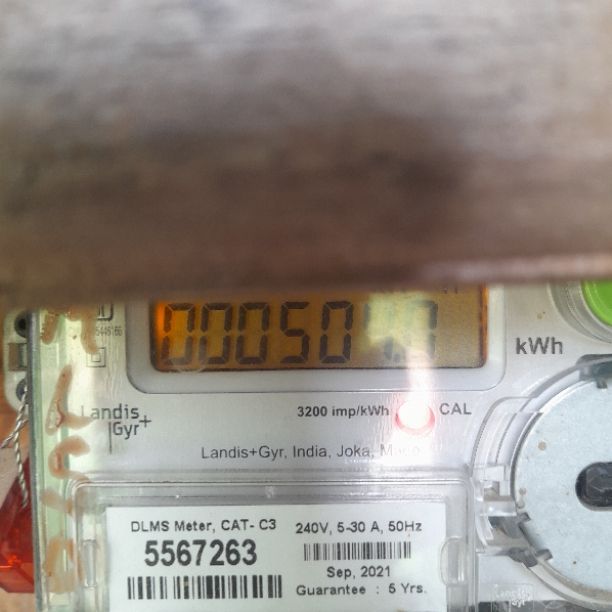 kWh
Landis
Gyr+
3200 imp/kWh
CAL
Landis+Gyr, India, Joka,
DLMS Meter, CAT- C3
240V, 5-30 A, 50Hz
5567263
Sep, 2021
Guarantee : 5 Yrs.